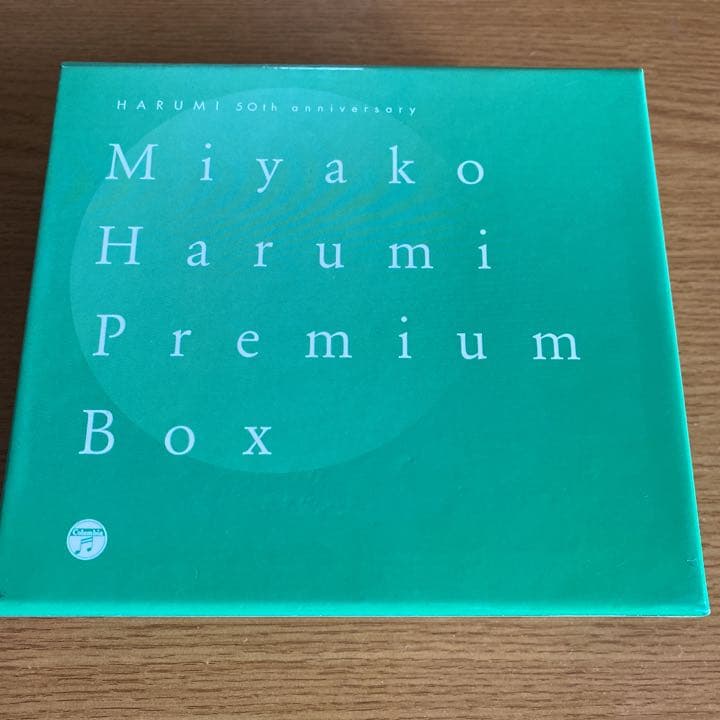 HARUMI 50th anniversary
Miyako
Harumi
Premium
Box
Columbia